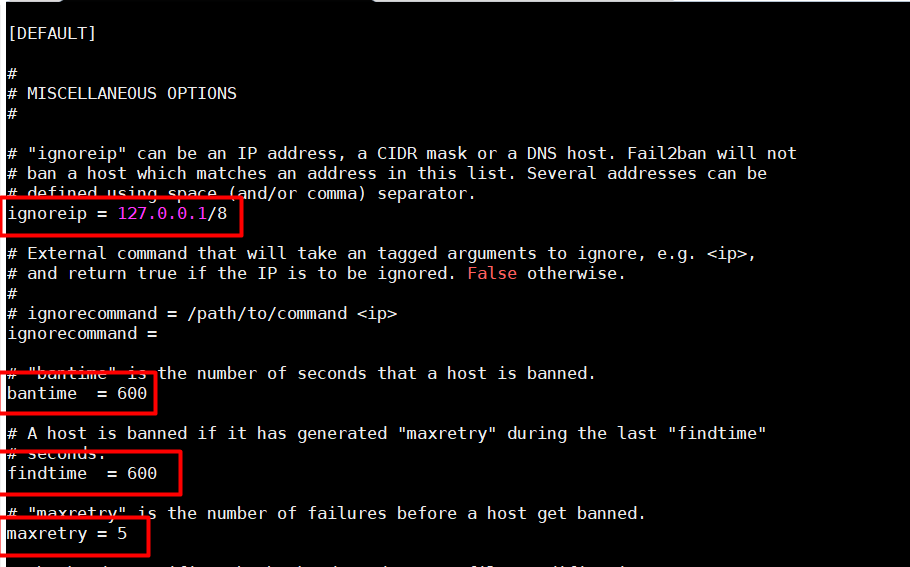 [DEFAULT]
#
# MISCELLANEOUS OPTIONS
#
# "ignoreip" can be an IP address, a CIDR mask or a DNS host. Fail2ban will not
# ban a host which matches an address in this list. Several addresses can be
# defined using space (and/or comma) separator.
ignoreip = 127.0.0.1/8
# External command that will take an tagged arguments to ignore, e.g. <ip>,
# and return true if the IP is to be ignored. False otherwise.
#
# ignorecommand = /path/to/command <ip>
ignorecommand =
# "bantime" is the number of seconds that a host is banned.
bantime  = 600
# A host is banned if it has generated "maxretry" during the last "findtime"
# seconds.
findtime  = 600
# "maxretry" is the number of failures before a host get banned.
maxretry = 5